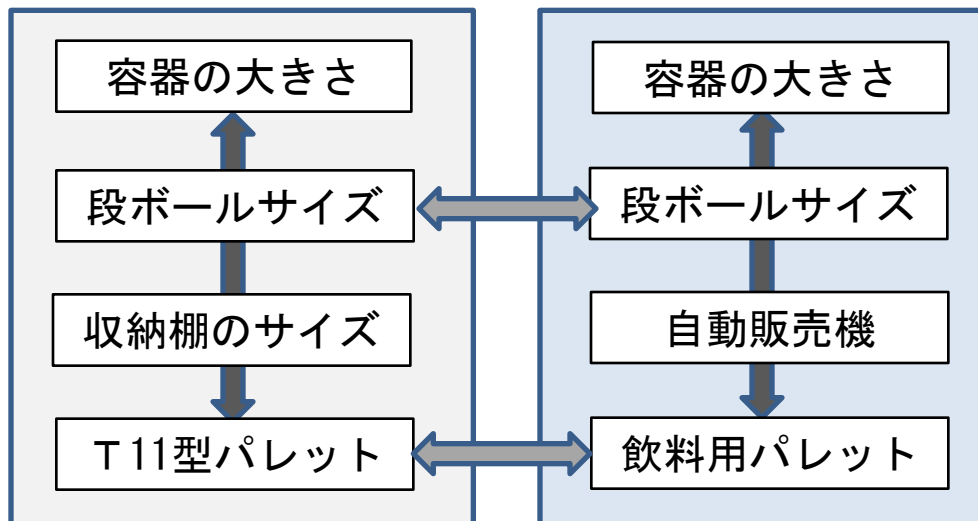 容器の大きさ
段ボールサイズ
収納棚のサイズ
Ｔ11型パレット
容器の大きさ
段ボールサイズ
自動販売機
飲料用パレット